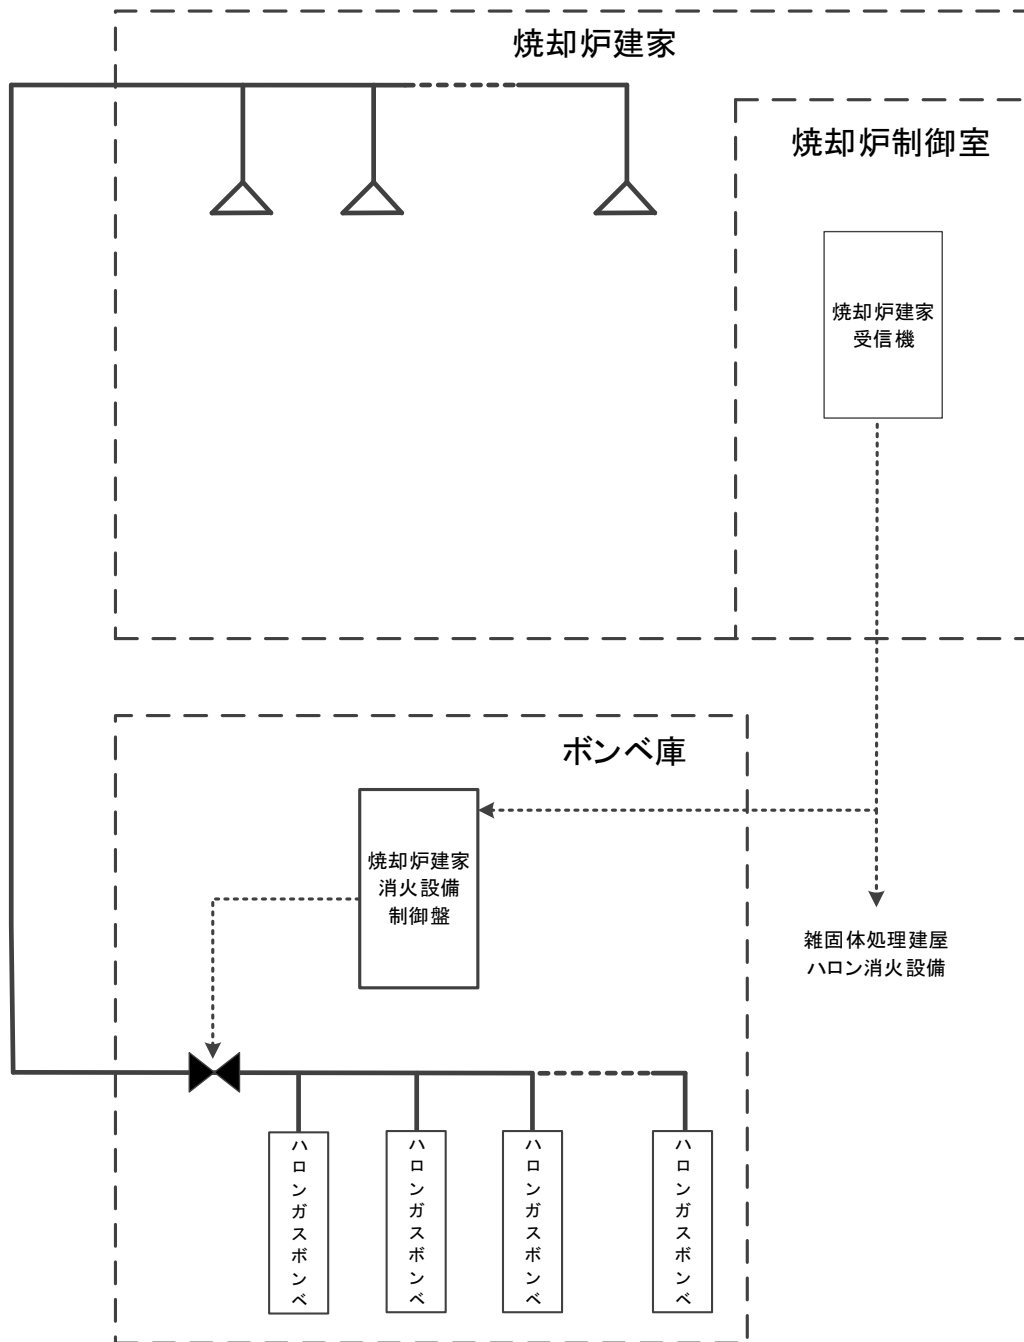 焼却炉建家
焼却炉制御室
焼却炉建家
受信機
ボンベ庫
焼却炉建家
消火設備
制御盤
雑固体処理建屋
ハロン消火設備
ハロンガスボンベ
ハロンガスボンベ
ハロンガスボンベ
ハロンガスボンベ